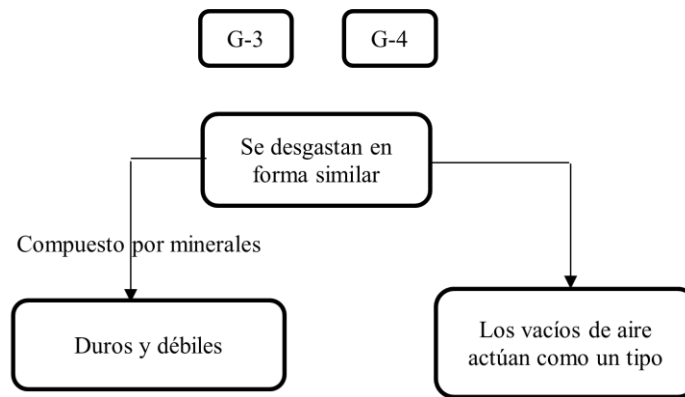 G-3
G-4
Se desgastan en
forma similar
Compuesto por minerales
Duros y débiles
Los vacíos de aire
actúan como un tipo